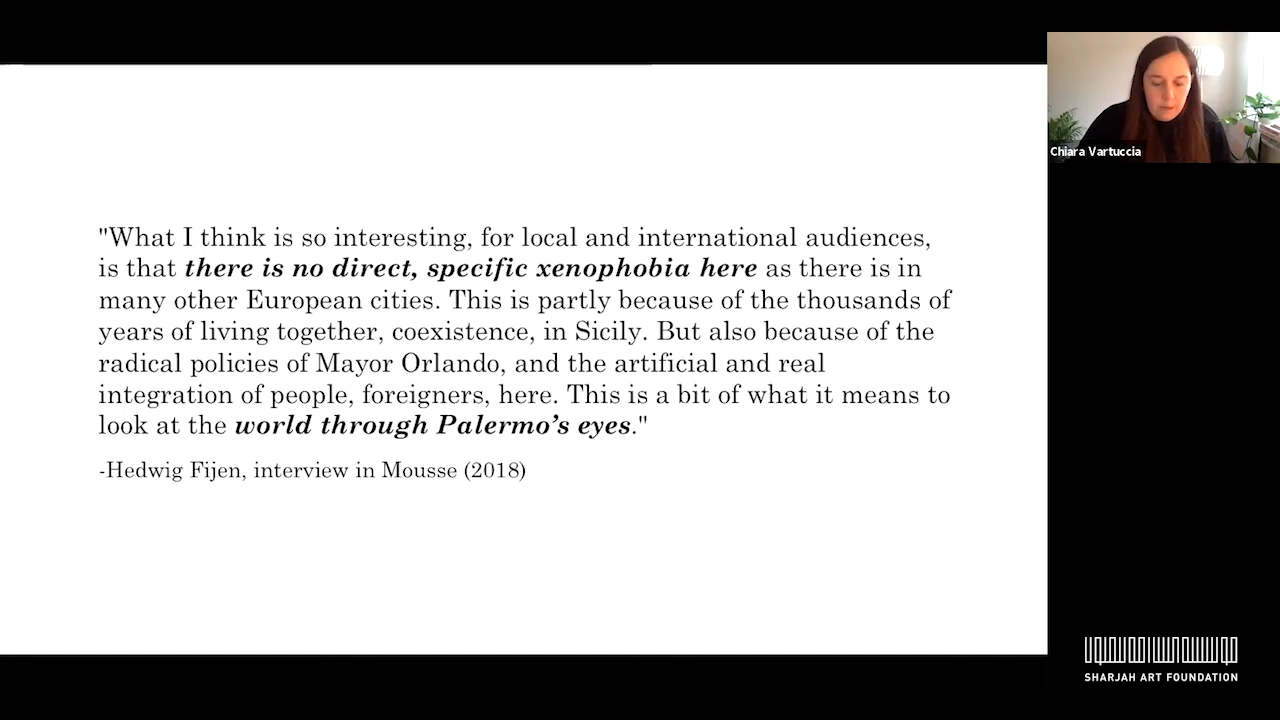 "What I think is so interesting, for local and international audiences,
is that there is no direct, specific xenophobia here as there is in
many other European cities. This is partly because of the thousands of
years of living together, coexistence, in Sicily. But also because of the
radical policies of Mayor Orlando, and the artificial and real
integration of people, foreigners, here. This is a bit of what it means to
look at the world through Palermo’s eyes."
-Hedwig Fijen, interview in Mousse (2018)
Chiara Vartuccia
SHARJAH ART FOUNDATION